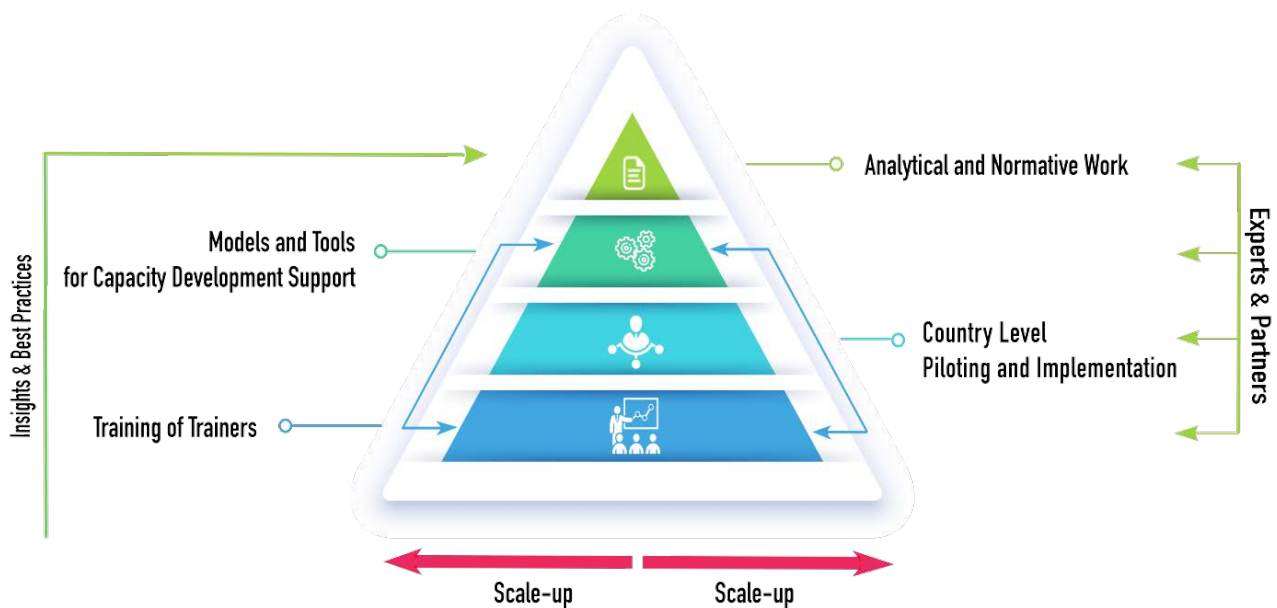 Analytical and Normative Work
Models and Tools
for Capacity Development Support
Country Level
Piloting and Implementation
Training of Trainers
Insights & Best Practices
Experts & Partners
Scale-up
Scale-up